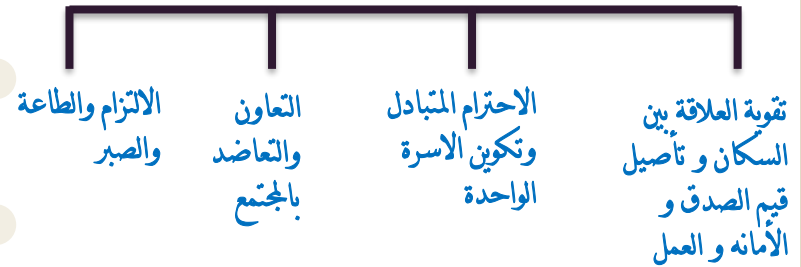 تقوية العلاقة بين
السكان و تأصيل
قيم الصدق و
الأمانه و العمل
الاحترام المتبادل
وتكوين الاسرة
الواحدة
التعاون
والتعاضد
بالمجتمع
الالتزام والطاعة
والصبر